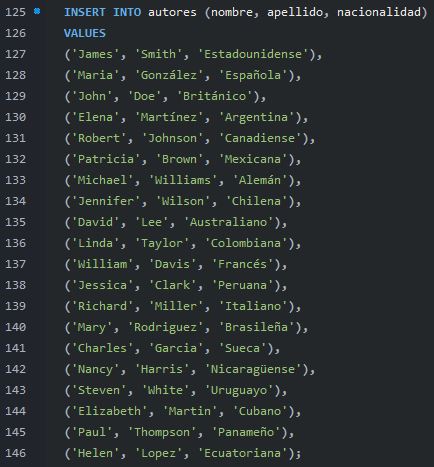 125 INSERT INTO autores (nombre, apellido, nacionalidad)
126 VALUES
127 ('James', 'Smith', 'Estadounidense'),
128 ('Maria', 'González', 'Española'),
129 ('John', 'Doe', 'Británico'),
130 ('Elena', 'Martínez', 'Argentina'),
131 ('Robert', 'Johnson', 'Canadiense'),
132 ('Patricia', 'Brown', 'Mexicana'),
133 ('Michael', 'Williams', 'Alemán'),
134 ('Jennifer', 'Wilson', 'Chilena'),
135 ('David', 'Lee', 'Australiano'),
136 ('Linda', 'Taylor', 'Colombiana'),
137 ('William', 'Davis', 'Francés'),
138 ('Jessica', 'Clark', 'Peruana'),
139 ('Richard', 'Miller', 'Italiano'),
140 ('Mary', 'Rodriguez', 'Brasileña'),
141 ('Charles', 'Garcia', 'Sueca'),
142 ('Nancy', 'Harris', 'Nicaragüense'),
143 ('Steven', 'White', 'Uruguayo'),
144 ('Elizabeth', 'Martin', 'Cubano'),
145 ('Paul', 'Thompson', 'Panameño'),
146 ('Helen', 'Lopez', 'Ecuatoriana');